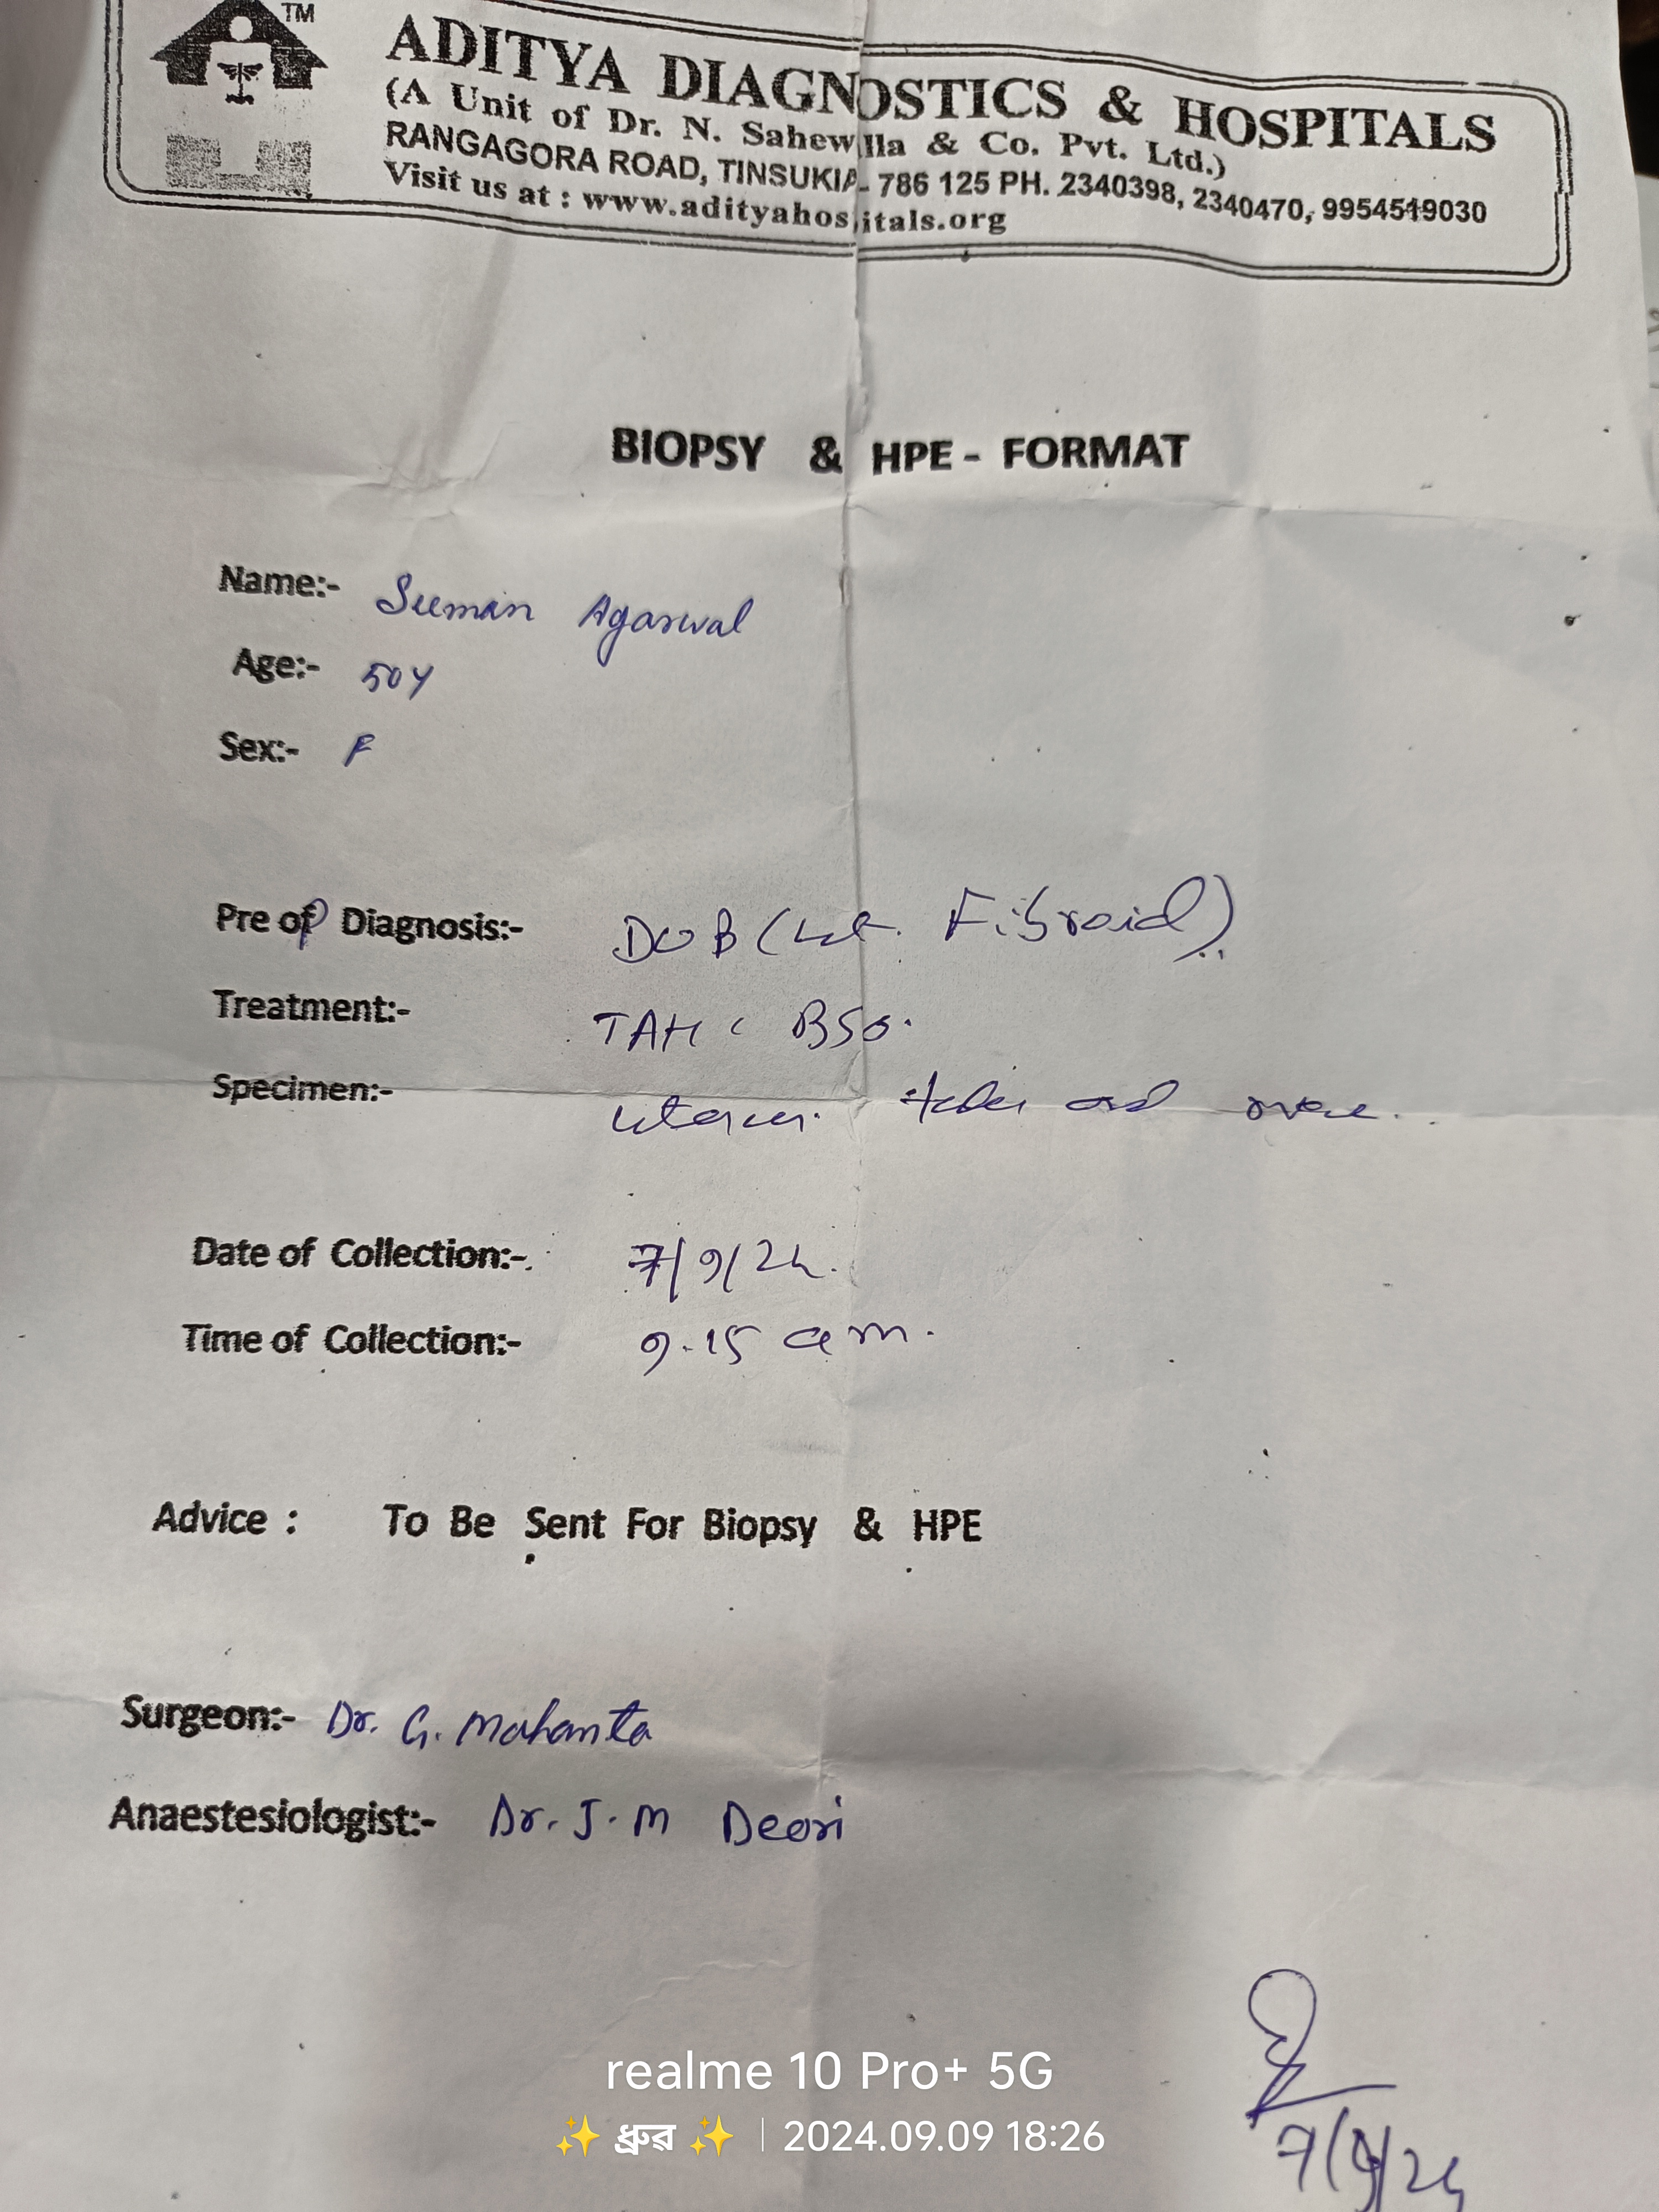 TM
ADITYA DIAGNOSTICS & HOSPITALS
(A Unit of Dr. N. Sahewlla & Co. Pvt. Ltd.)
RANGAGORA ROAD, TINSUKIA- 786 125 PH. 2340398, 2340470, 9954519030
Visit us at : www.adityahospitals.org
BIOPSY & HPE - FORMAT
Name:- Suman Agarwal
Age:- 50y
Sex:- F
Pre op Diagnosis:- DUB (Ut. Fibroid)
Treatment:- TAH c BSO.
Specimen:- uterus. tubes and
Date of Collection:- 7/9/24.
Time of Collection:- 9.15 am.
Advice : To Be Sent For Biopsy & HPE
Surgeon:- Dr. G. Mahanta
Anaestesiologist:- Dr. J. M Deori
7/9/24
realme 10 Pro+ 5G
✨ ধ্ৰুৱ ✨ | 2024.09.09 18:26